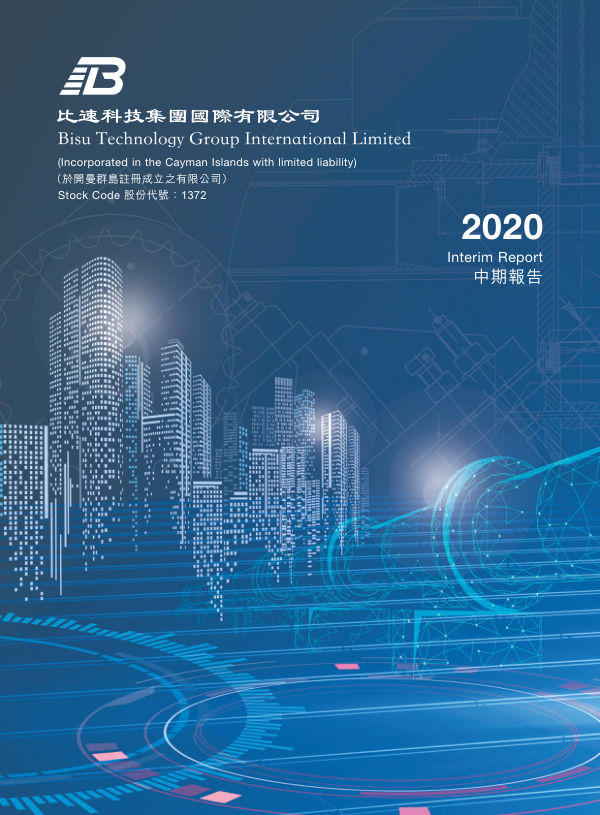 B
比速科技集團國際有限公司
Bisu Technology Group International Limited
(Incorporated in the Cayman Islands with limited liability)
(於開曼群島註冊成立之有限公司)
Stock Code 股份代號：1372
2020
Interim Report
中期報告